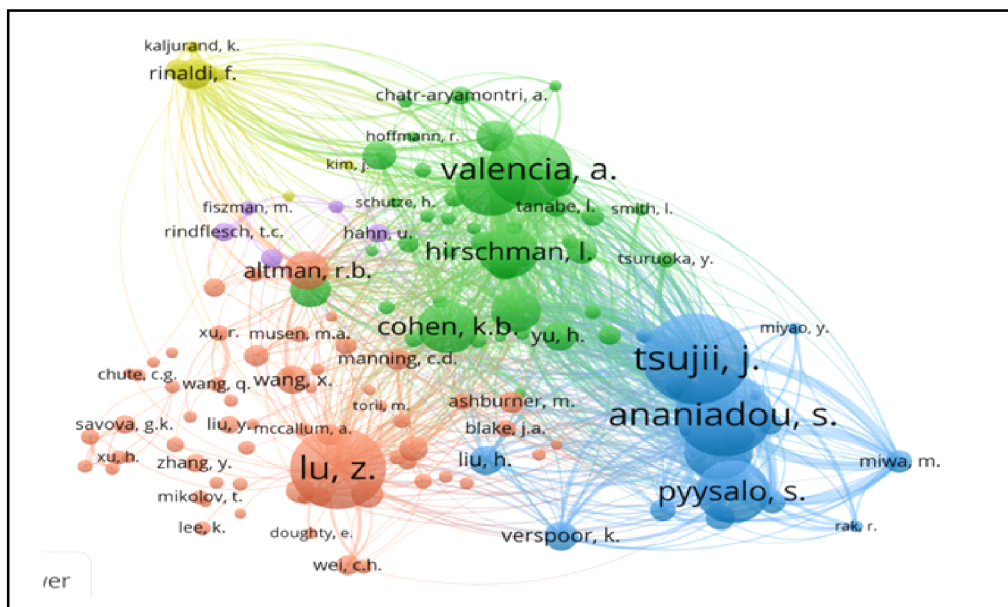 kaljurand, k.
rinaldi, f.
chatr-aryamontri, a.
hoffmann, r.
kim, j.
valencia, a.
schutze, h.
tanabe, l.
smith, l.
fiszman, m.
rindflesch, t.c.
hahn, u.
hirschman, l.
tsuruoka, y.
altman, r.b.
xu, r.
musen, m.a.
cohen, k.b.
yu, h.
miyao, y.
manning, c.d.
tsujii, j.
chute, c.g.
wang, q.
wang, x.
torii, m.
ashburner, m.
ananiadou, s.
savova, g.k.
liu, y.
mccallum, a.
blake, j.a.
xu, h.
zhang, y.
lu, z.
liu, h.
miwa, m.
mikolov, t.
pyysalo, s.
lee, k.
doughty, e.
verspoor, k.
rak, r.
wei, c.h.
wer